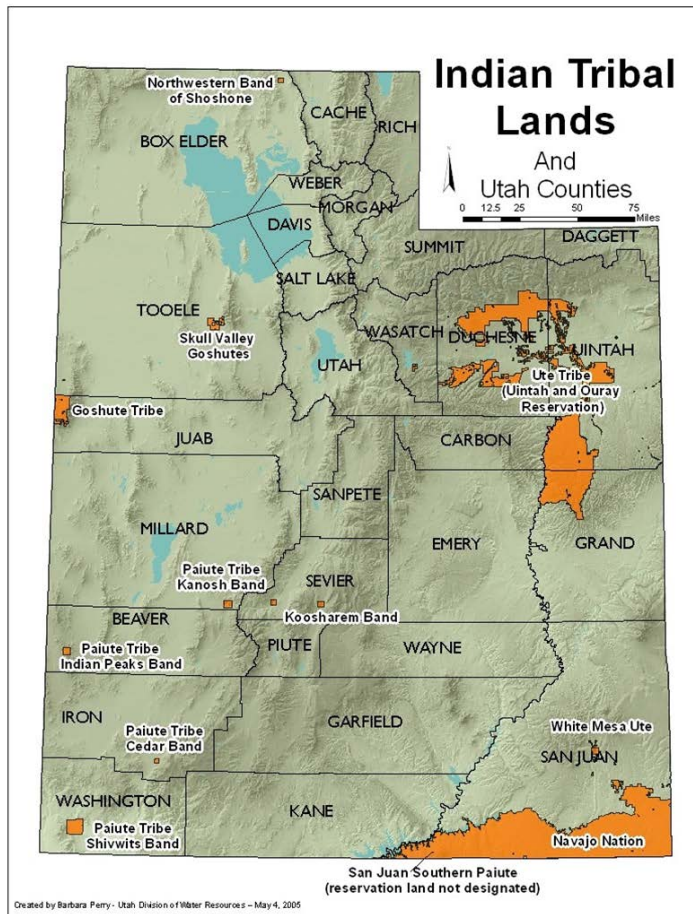 Indian Tribal
Lands
And
Utah Counties
0 12.5 25 50 75
Miles
Northwestern Band
of Shoshone
CACHE
RICH
BOX ELDER
WEBER
MORGAN
DAVIS
SUMMIT
DAGGETT
SALT LAKE
TOOELE
Skull Valley
Goshutes
WASATCH
DUCHESNE
UINTAH
UTAH
Ute Tribe
(Uintah and Ouray
Reservation)
Goshute Tribe
JUAB
CARBON
SANPETE
MILLARD
EMERY
GRAND
Paiute Tribe
Kanosh Band
SEVIER
BEAVER
Koosharem Band
Paiute Tribe
Indian Peaks Band
PIUTE
WAYNE
IRON
Paiute Tribe
Cedar Band
GARFIELD
White Mesa Ute
SAN JUAN
WASHINGTON
KANE
Paiute Tribe
Shivwits Band
Navajo Nation
San Juan Southern Paiute
(reservation land not designated)
Created by Barbara Perry - Utah Division of Water Resources – May 4, 2005